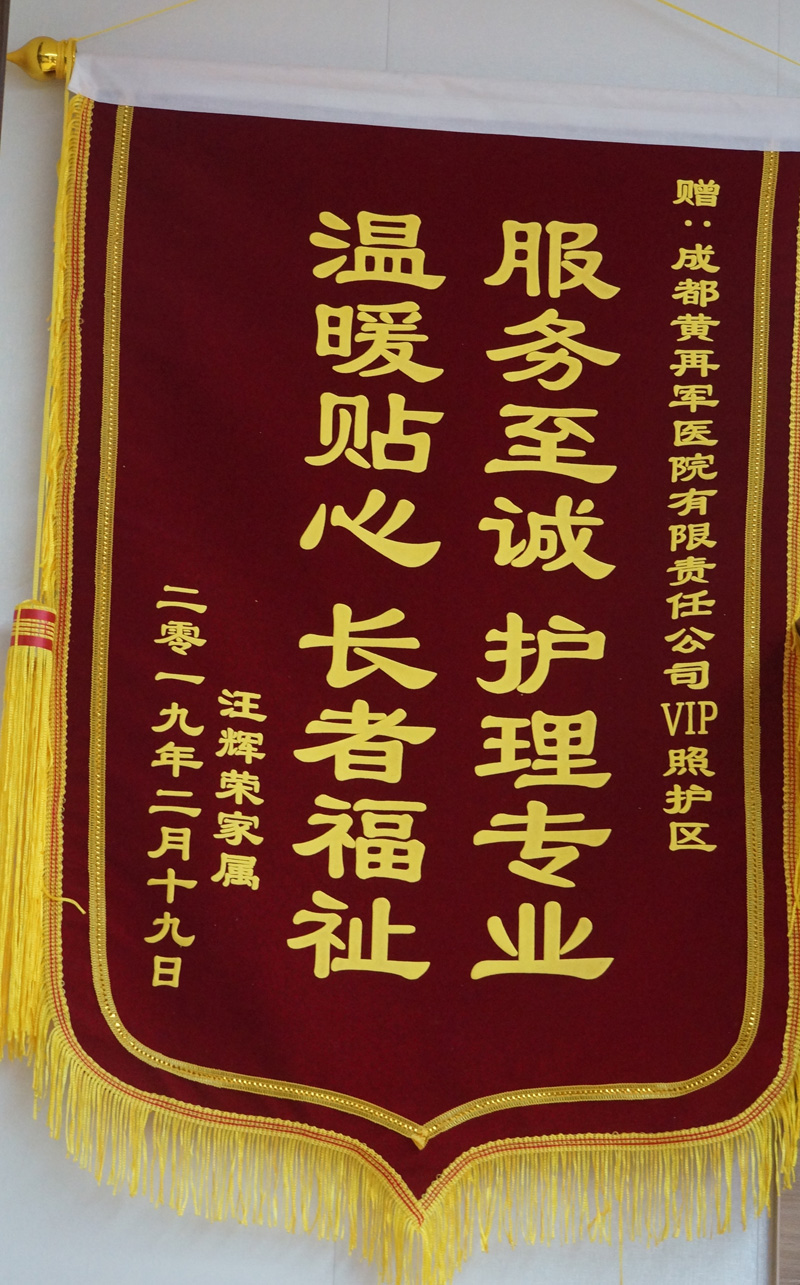 赠：成都黄再军医院有限责任公司VIP照护区
服务至诚 护理专业
温暖贴心 长者福祉
汪辉荣家属
二零一九年二月十九日